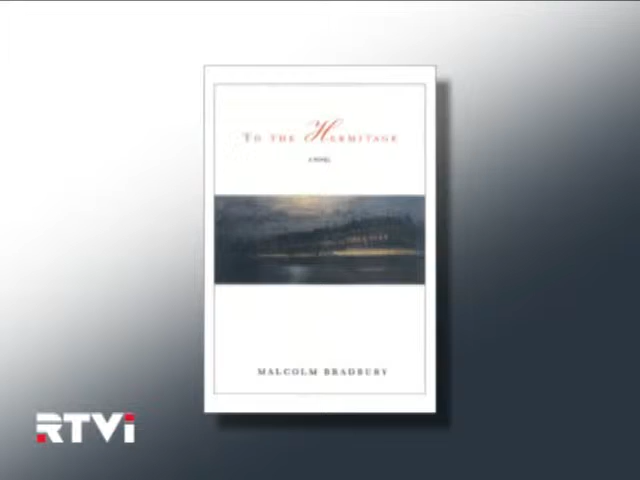 TO THE HERMITAGE
A NOVEL
MALCOLM BRADBURY
RTVi